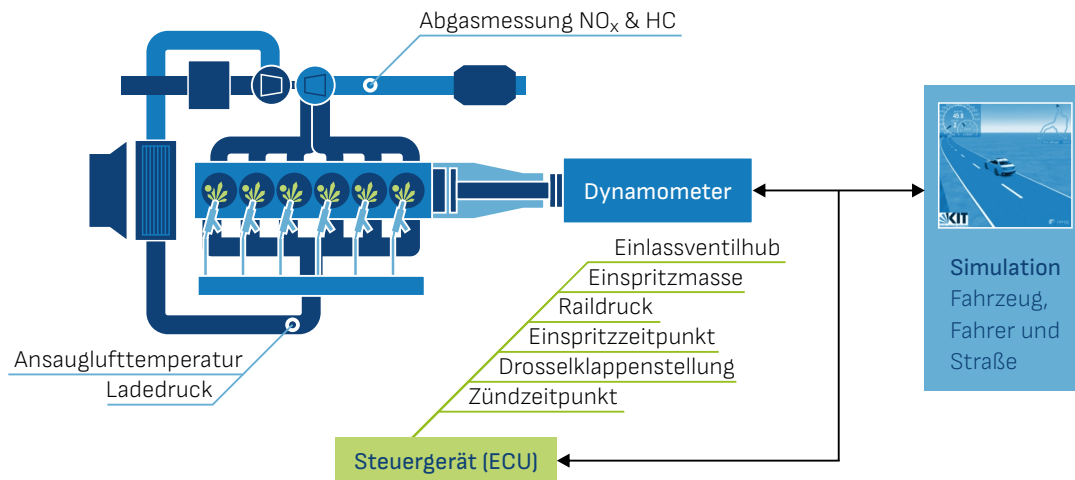 Abgasmessung NOₓ & HC
Dynamometer
KIT
Simulation
Fahrzeug,
Fahrer und
Straße
Einlassventilhub
Einspritzmasse
Raildruck
Einspritzzeitpunkt
Drosselklappenstellung
Zündzeitpunkt
Ansauglufttemperatur
Ladedruck
Steuergerät (ECU)